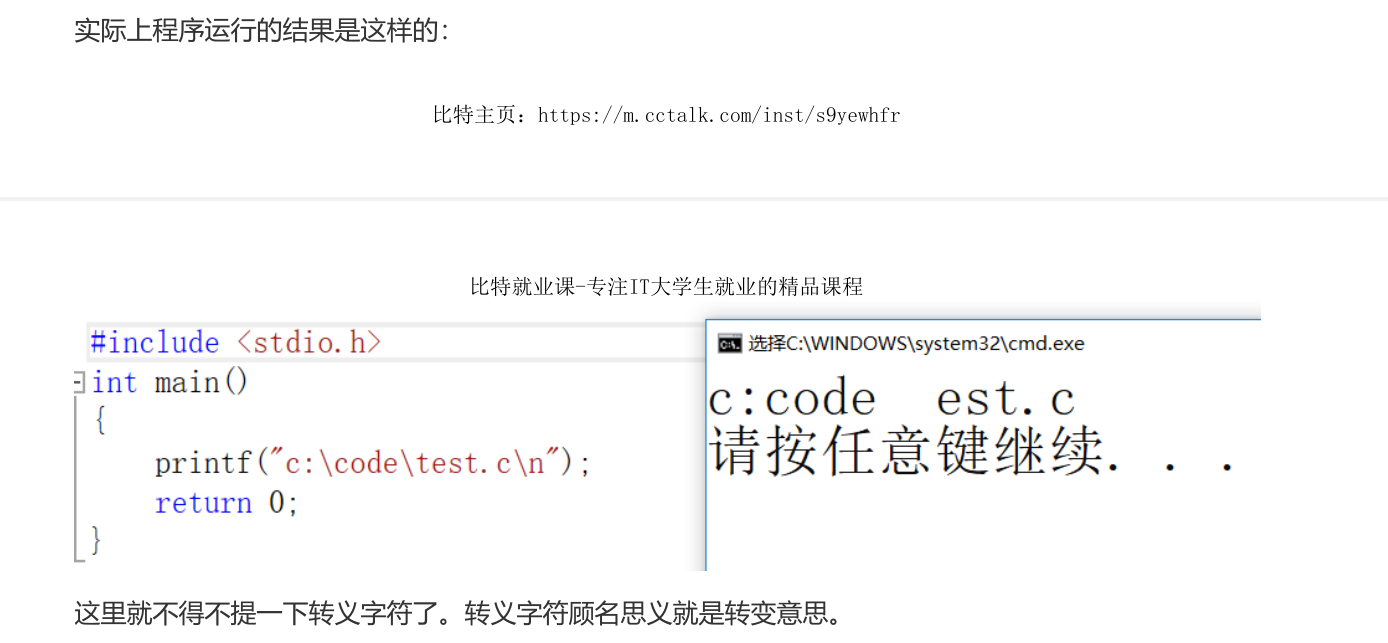 实际上程序运行的结果是这样的：
比特主页：https://m.cctalk.com/inst/s9yewhfr
比特就业课-专注IT大学生就业的精品课程
#include <stdio.h>
int main()
{
printf("c:\code\test.c\n");
return 0;
}
选择C:\WINDOWS\system32\cmd.exe
c:code  est.c
请按任意键继续. . .
这里就不得不提一下转义字符了。转义字符顾名思义就是转变意思。